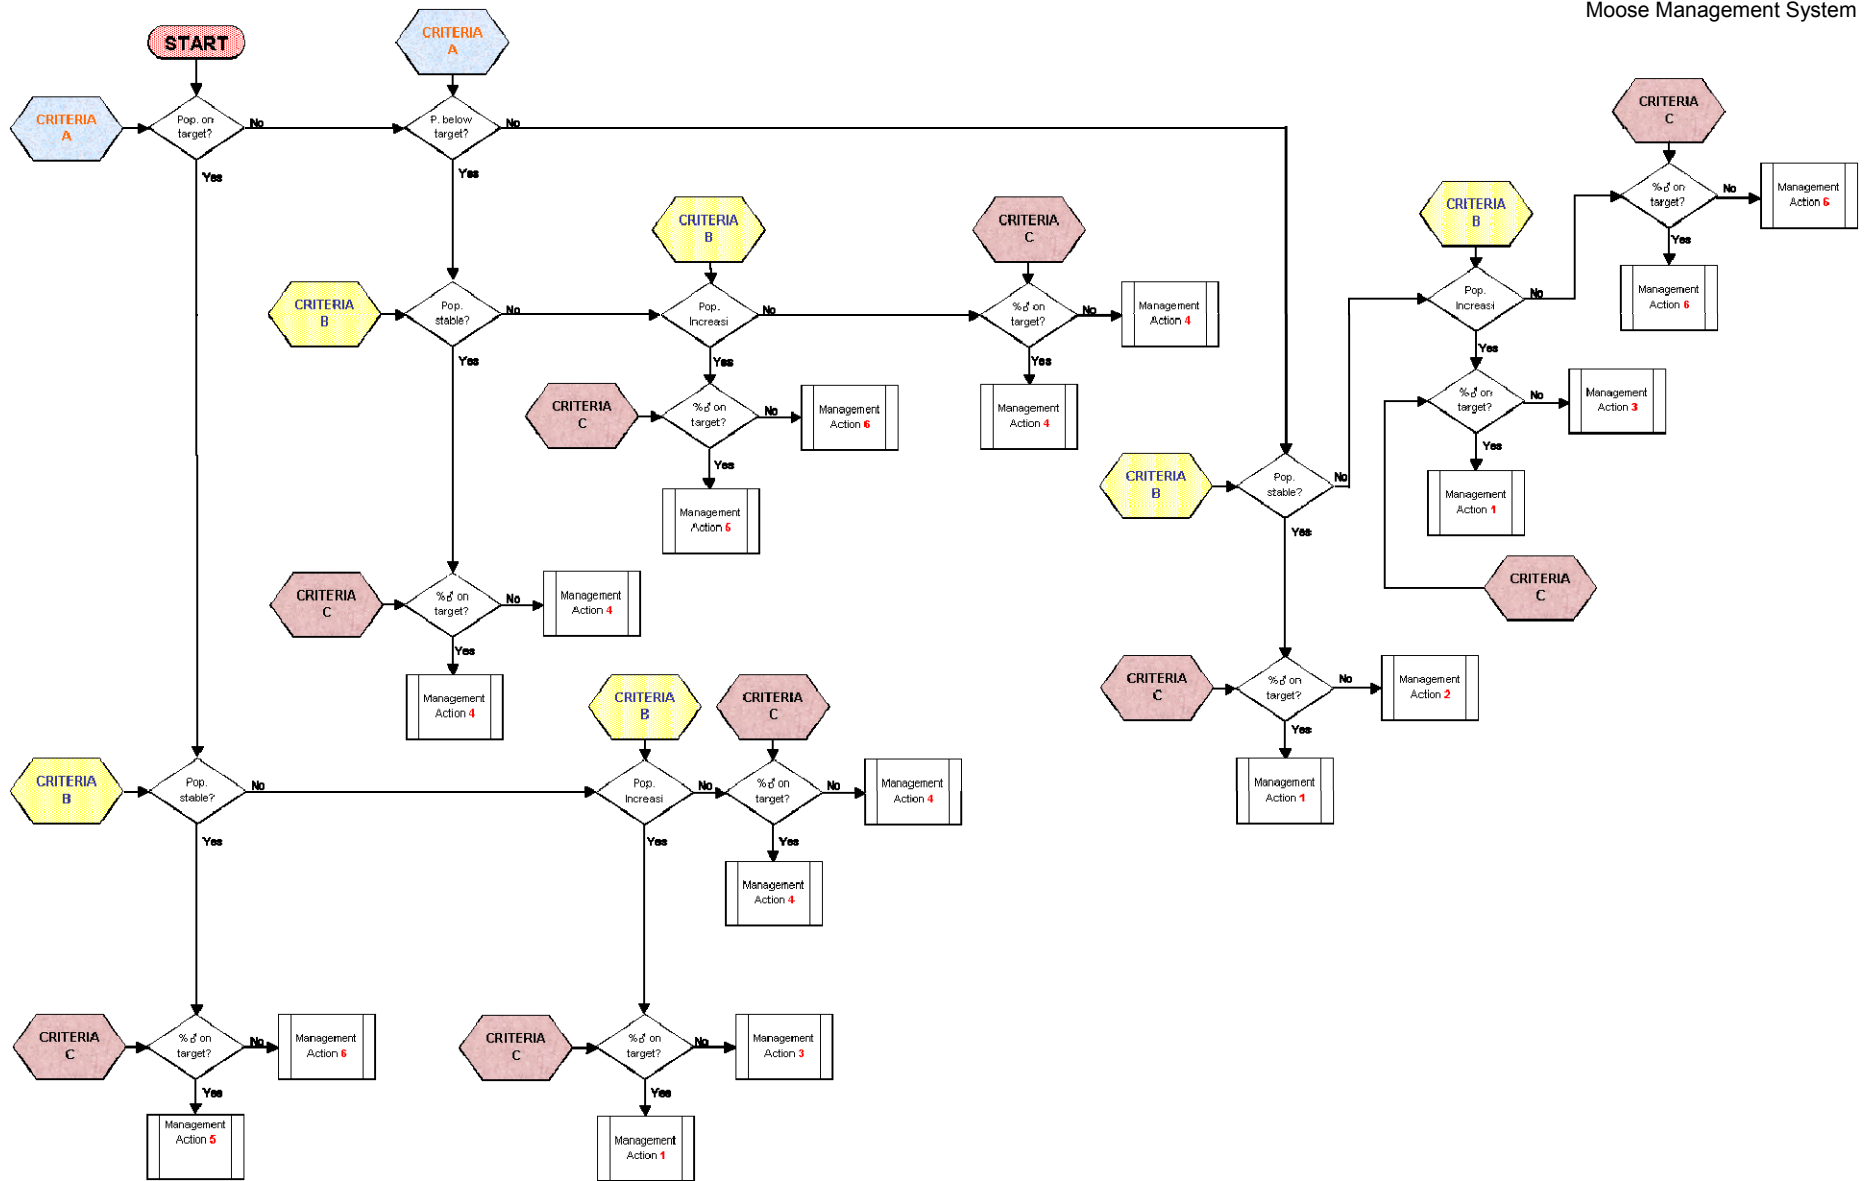 Moose Management System
START
CRITERIA
A
CRITERIA
A
Pop. on
target?
No
Yes
P. below
target?
No
Yes
CRITERIA
C
%♂ on
target?
No
Yes
Management
Action 6
Management
Action 6
CRITERIA
B
Pop.
Increasi
No
Yes
CRITERIA
B
CRITERIA
C
CRITERIA
B
Pop.
stable?
No
Yes
Pop.
Increasi
No
Yes
%♂ on
target?
No
Yes
Management
Action 4
Management
Action 4
CRITERIA
C
%♂ on
target?
No
Yes
Management
Action 6
Management
Action
%♂ on
target?
No
Yes
Management
Action 3
Management
Action 1
CRITERIA
C
CRITERIA
B
Pop.
stable?
No
Yes
CRITERIA
C
%♂ on
target?
No
Yes
Management
Action 4
Management
Action 4
CRITERIA
C
%♂ on
target?
No
Yes
Management
Action 2
Management
Action 1
CRITERIA
B
CRITERIA
C
CRITERIA
B
Pop.
stable?
No
Yes
Pop.
Increasi
No
Yes
%♂ on
target?
No
Yes
Management
Action 4
Management
Action 4
CRITERIA
C
%♂ on
target?
No
Yes
Management
Action 6
Management
Action 5
CRITERIA
C
%♂ on
target?
No
Yes
Management
Action 3
Management
Action 1